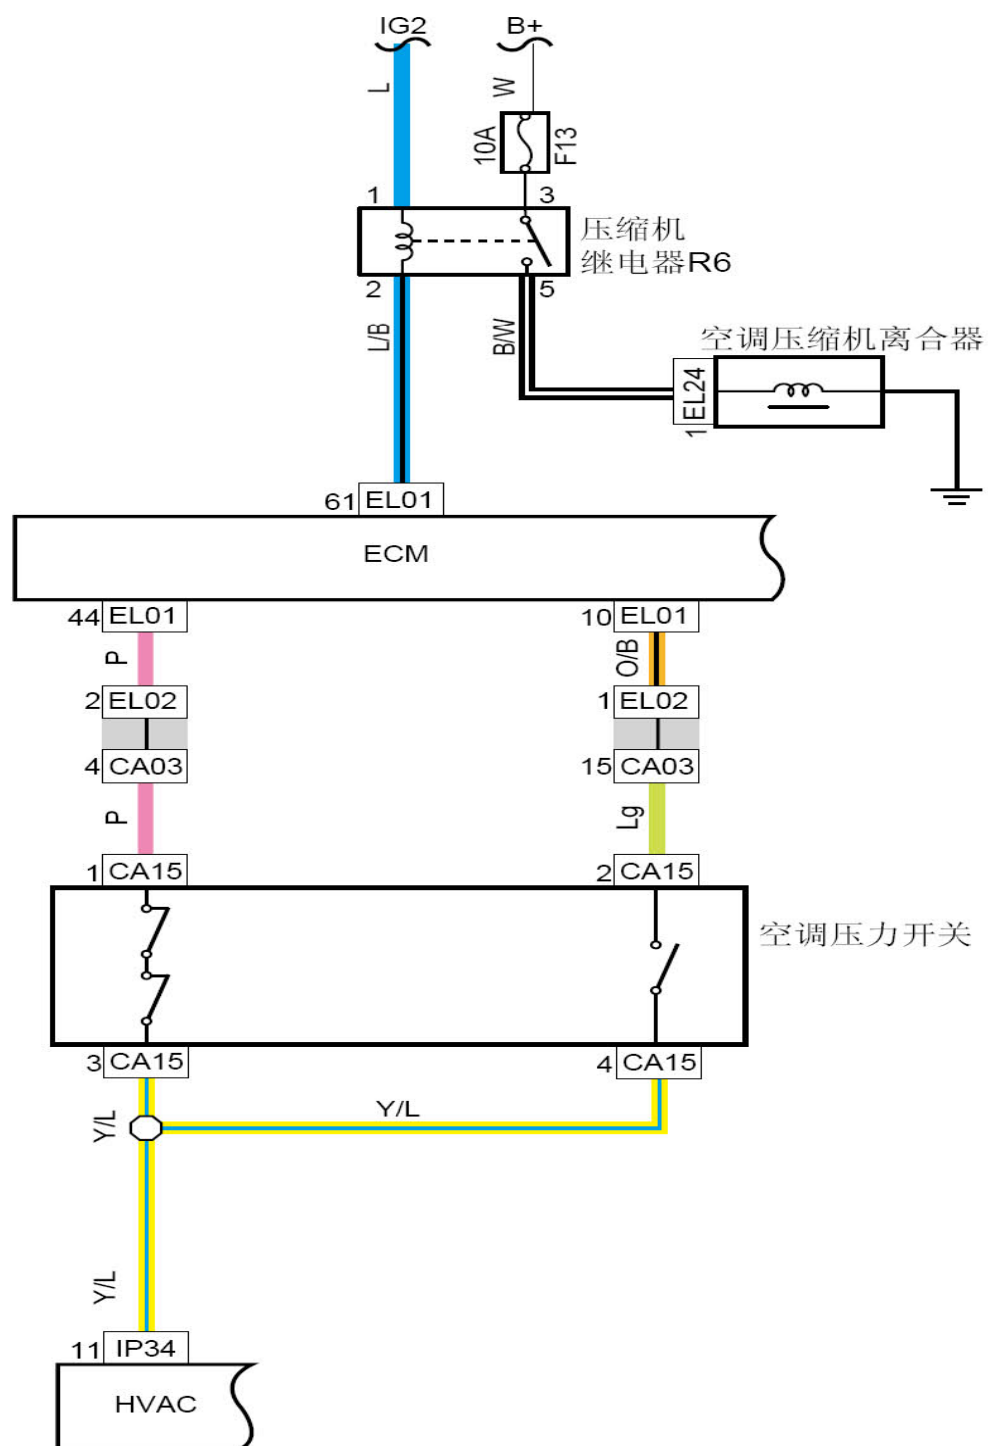 IG2
B+
L
W
10A
F13
1
3
压缩机
继电器R6
2
5
L/B
B/W
空调压缩机离合器
1
EL24
61
EL01
ECM
44
EL01
10
EL01
P
O/B
2
EL02
1
EL02
4
CA03
15
CA03
P
Lg
1
CA15
2
CA15
空调压力开关
3
CA15
4
CA15
Y/L
Y/L
Y/L
11
IP34
HVAC